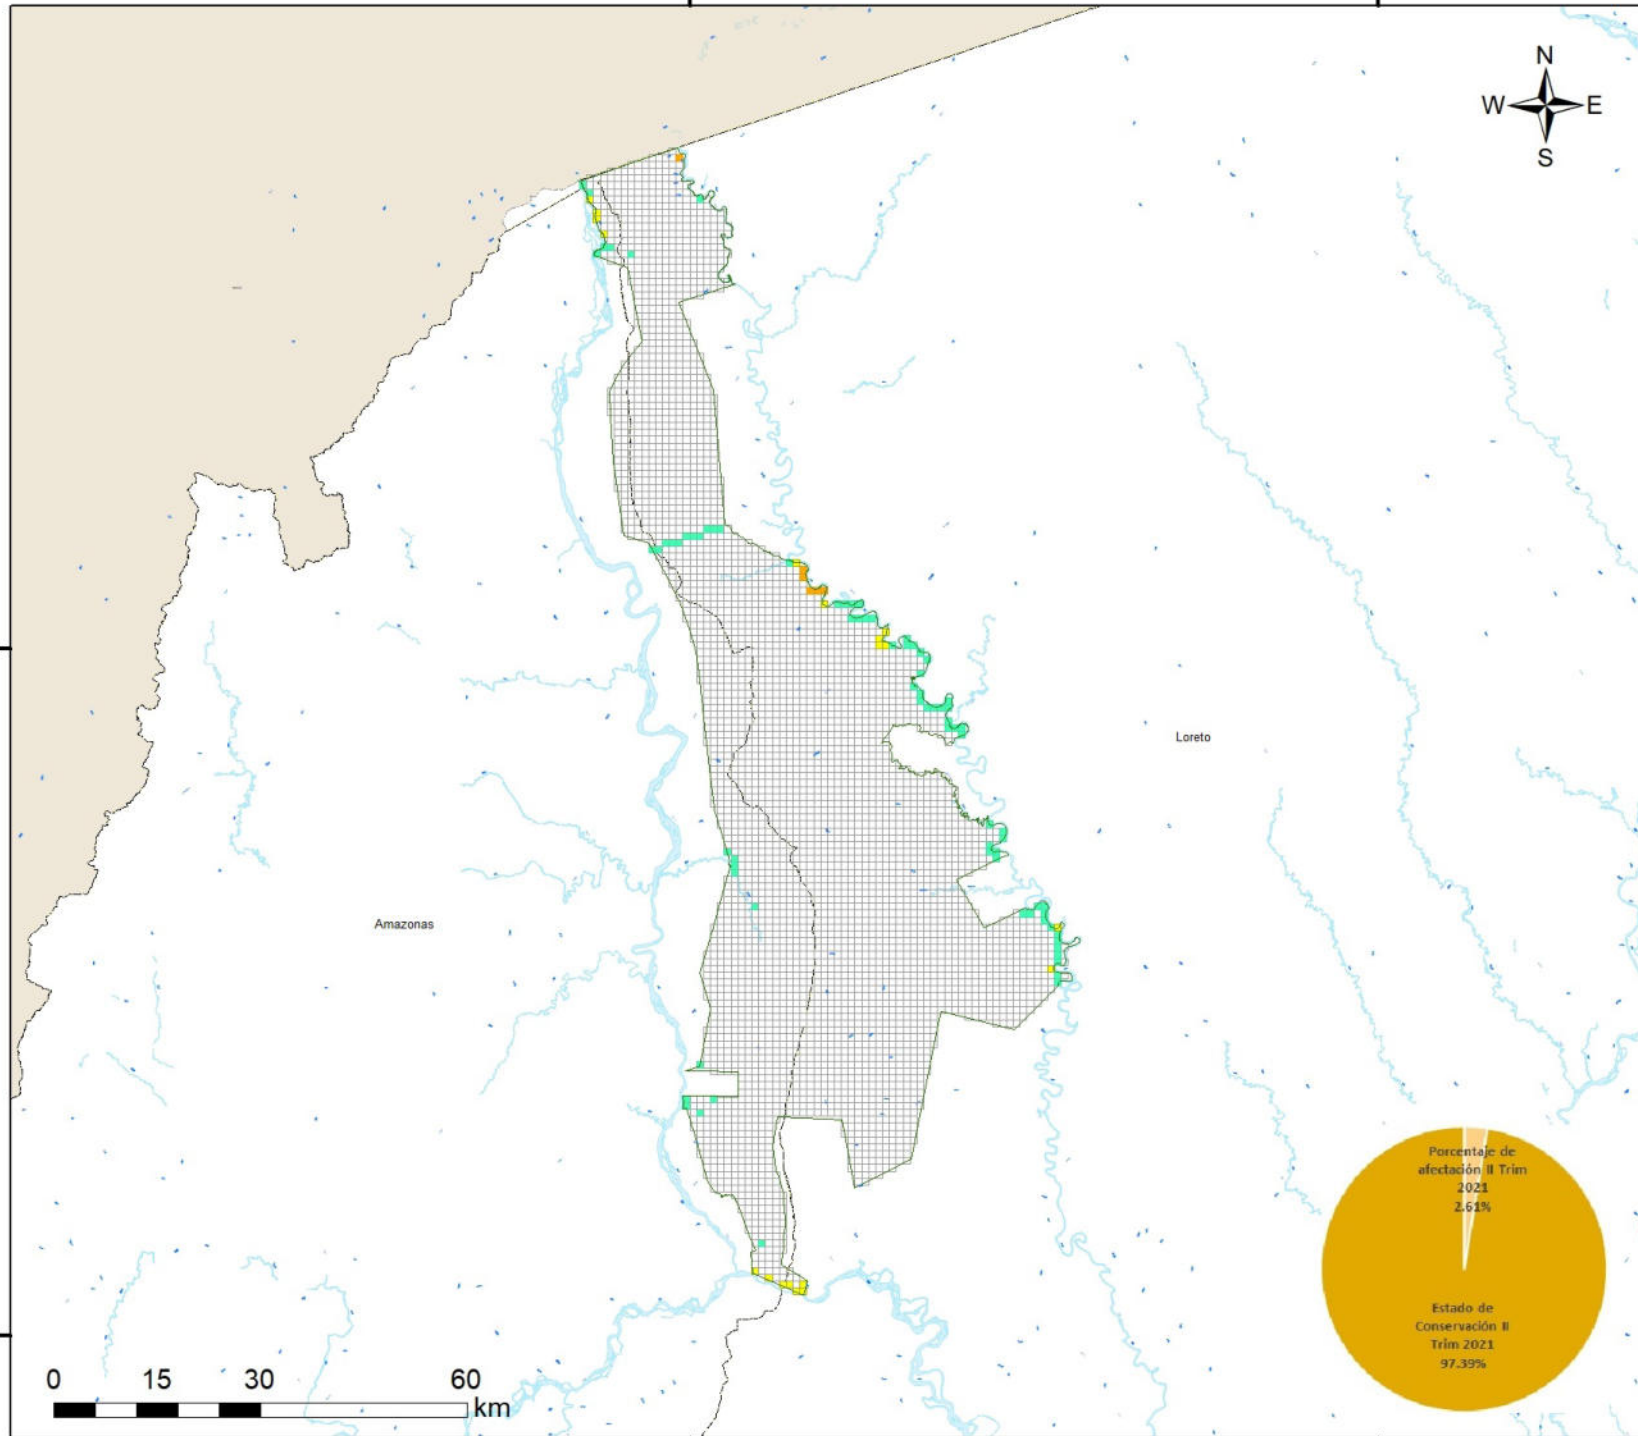 N
W E
S
Loreto
Amazonas
Porcentaje de
afectación II Trim
2021
2.61%
Estado de
Conservación II
Trim 2021
97.39%
0 15 30 60
km